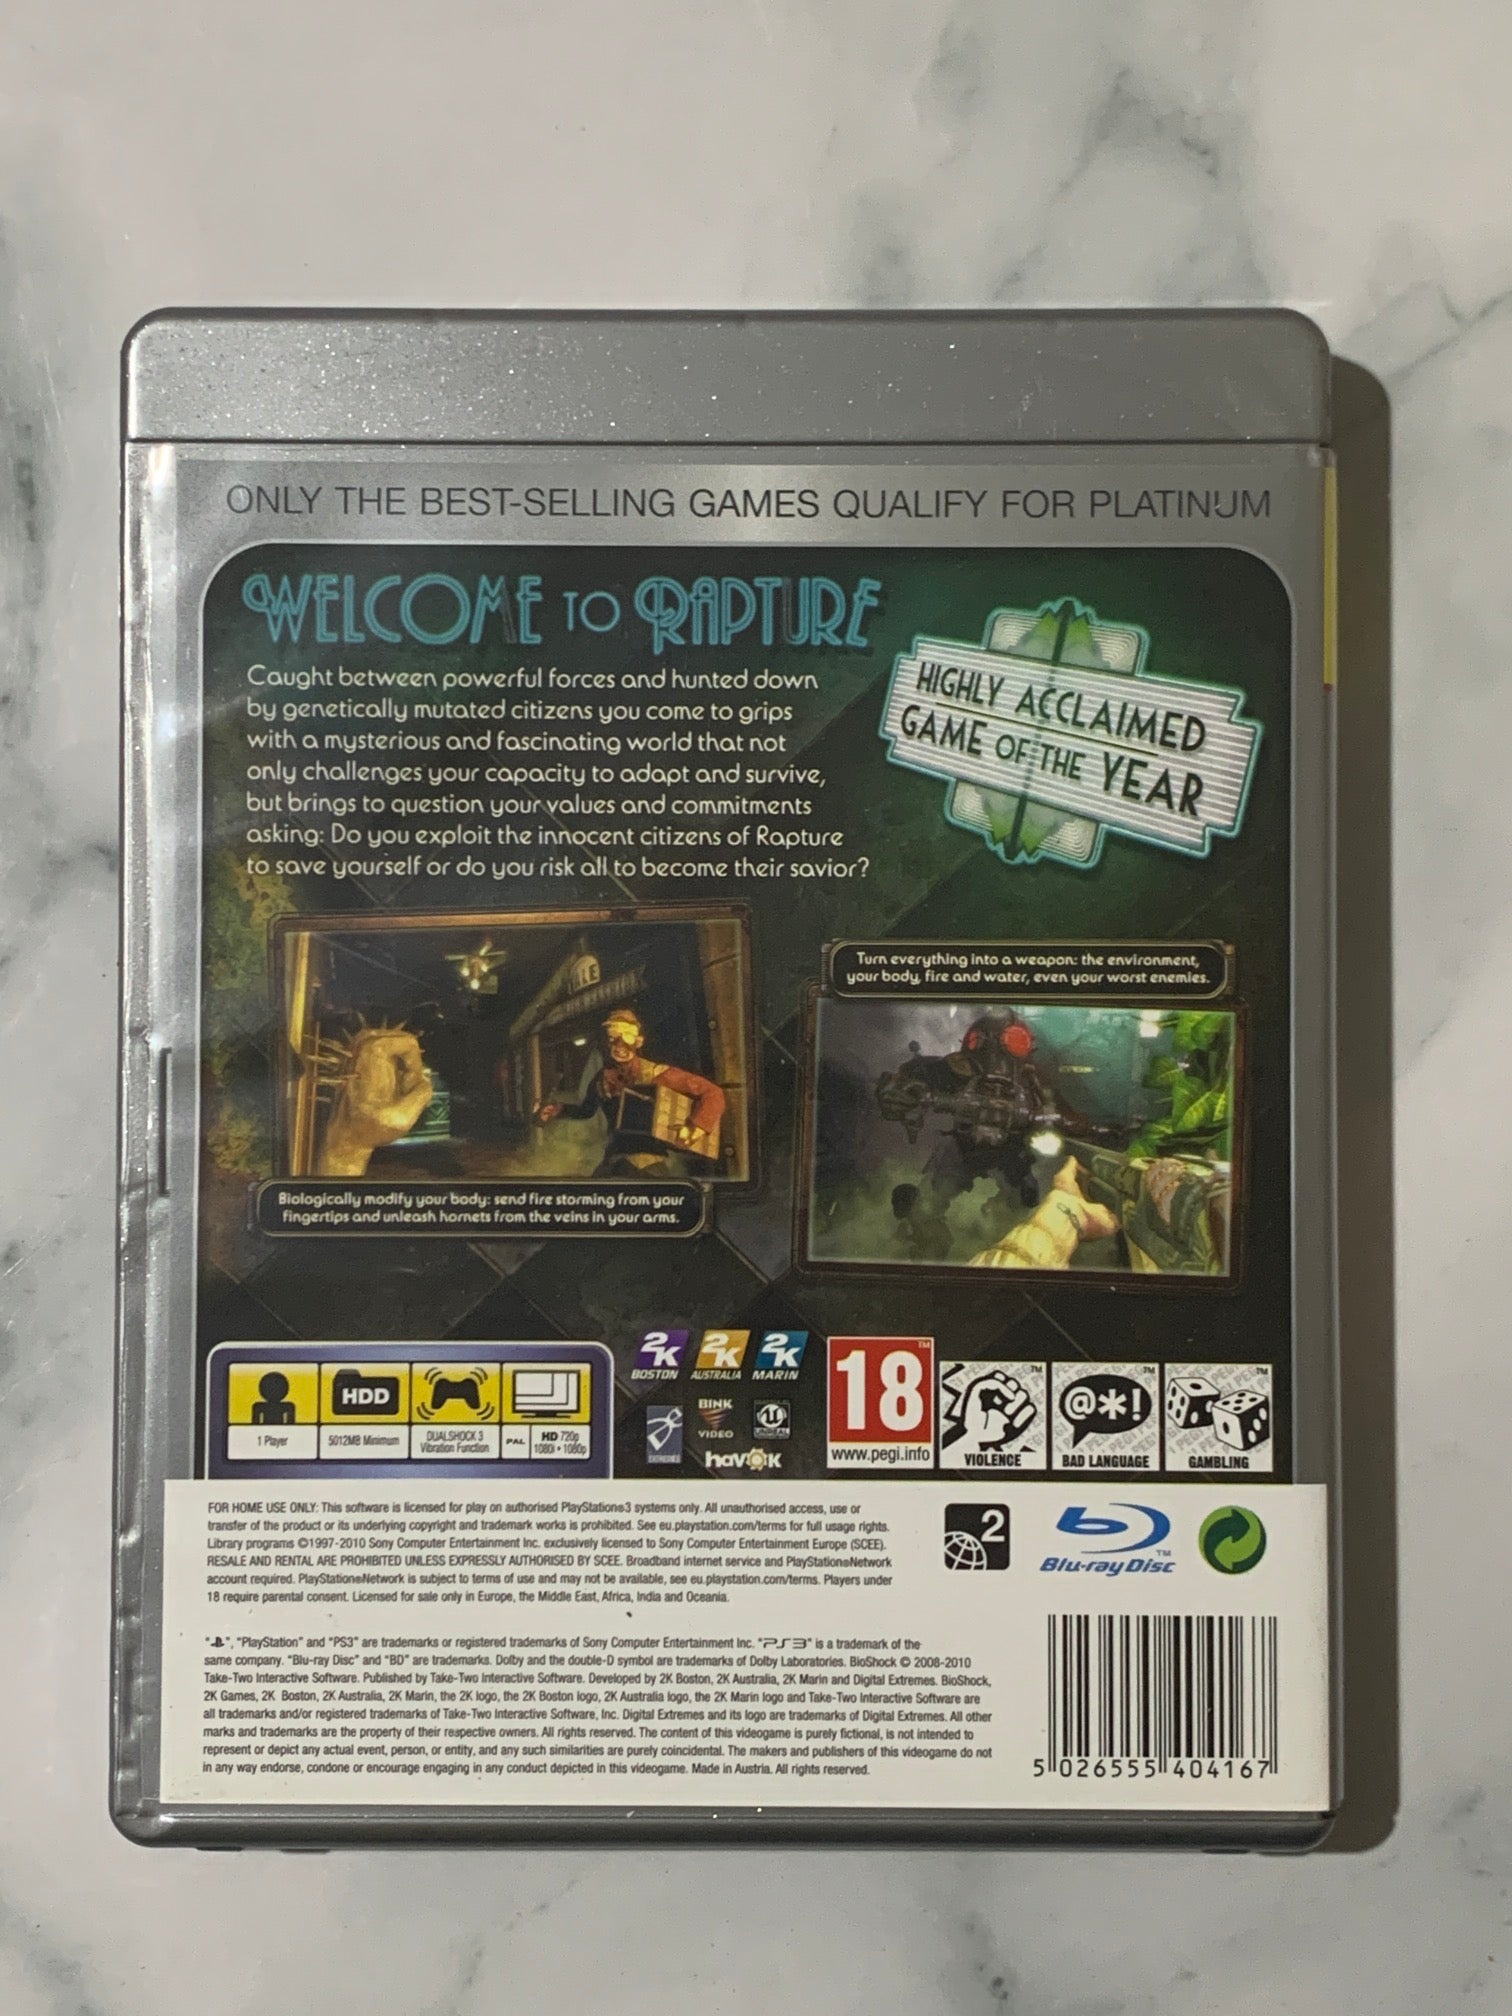 ONLY THE BEST-SELLING GAMES QUALIFY FOR PLATINUM
WELCOME TO RAPTURE
Caught between powerful forces and hunted down
by genetically mutated citizens you come to grips
with a mysterious and fascinating world that not
only challenges your capacity to adapt and survive,
but brings to question your values and commitments
asking: Do you exploit the innocent citizens of Rapture
to save yourself or do you risk all to become their savior?
HIGHLY ACCLAIMED
GAME OF THE YEAR
Turn everything into a weapon: the environment,
your body, fire and water, even your worst enemies.
Biologically modify your body: send fire storming from your
fingertips and unleash hornets from the veins in your arms.
HDD
1 Player
5012MB Minimum
DUALSHOCK 3
Vibration Function
PAL
HD 720p
1080i • 1080p
2K
BOSTON
2K
AUSTRALIA
2K
MARIN
BINK
VIDEO
UNREAL
havok
18
www.pegi.info
@*!
VIOLENCE
BAD LANGUAGE
GAMBLING
FOR HOME USE ONLY: This software is licensed for play on authorised PlayStation®3 systems only. All unauthorised access, use or
transfer of the product or its underlying copyright and trademark works is prohibited. See eu.playstation.com/terms for full usage rights.
Library programs ©1997-2010 Sony Computer Entertainment Inc. exclusively licensed to Sony Computer Entertainment Europe (SCEE).
RESALE AND RENTAL ARE PROHIBITED UNLESS EXPRESSLY AUTHORISED BY SCEE. Broadband internet service and PlayStation®Network
account required. PlayStation®Network is subject to terms of use and may not be available, see eu.playstation.com/terms. Players under
18 require parental consent. Licensed for sale only in Europe, the Middle East, Africa, India and Oceania.
2
Blu-ray Disc™
"", "PlayStation" and "PS3" are trademarks or registered trademarks of Sony Computer Entertainment Inc. "PS3" is a trademark of the
same company. "Blu-ray Disc" and "BD" are trademarks. Dolby and the double-D symbol are trademarks of Dolby Laboratories. BioShock © 2008-2010
Take-Two Interactive Software. Published by Take-Two Interactive Software. Developed by 2K Boston, 2K Australia, 2K Marin and Digital Extremes. BioShock,
2K Games, 2K Boston, 2K Australia, 2K Marin, the 2K logo, the 2K Boston logo, 2K Australia logo, the 2K Marin logo and Take-Two Interactive Software are
all trademarks and/or registered trademarks of Take-Two Interactive Software, Inc. Digital Extremes and its logo are trademarks of Digital Extremes. All other
marks and trademarks are the property of their respective owners. All rights reserved. The content of this videogame is purely fictional, is not intended to
represent or depict any actual event, person, or entity, and any such similarities are purely coincidental. The makers and publishers of this videogame do not
in any way endorse, condone or encourage engaging in any conduct depicted in this videogame. Made in Austria. All rights reserved.
5 026555 404167